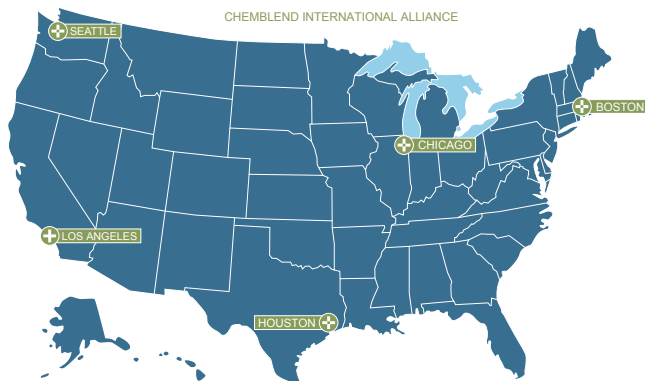 CHEMBLEND INTERNATIONAL ALLIANCE
SEATTLE
BOSTON
CHICAGO
LOS ANGELES
HOUSTON